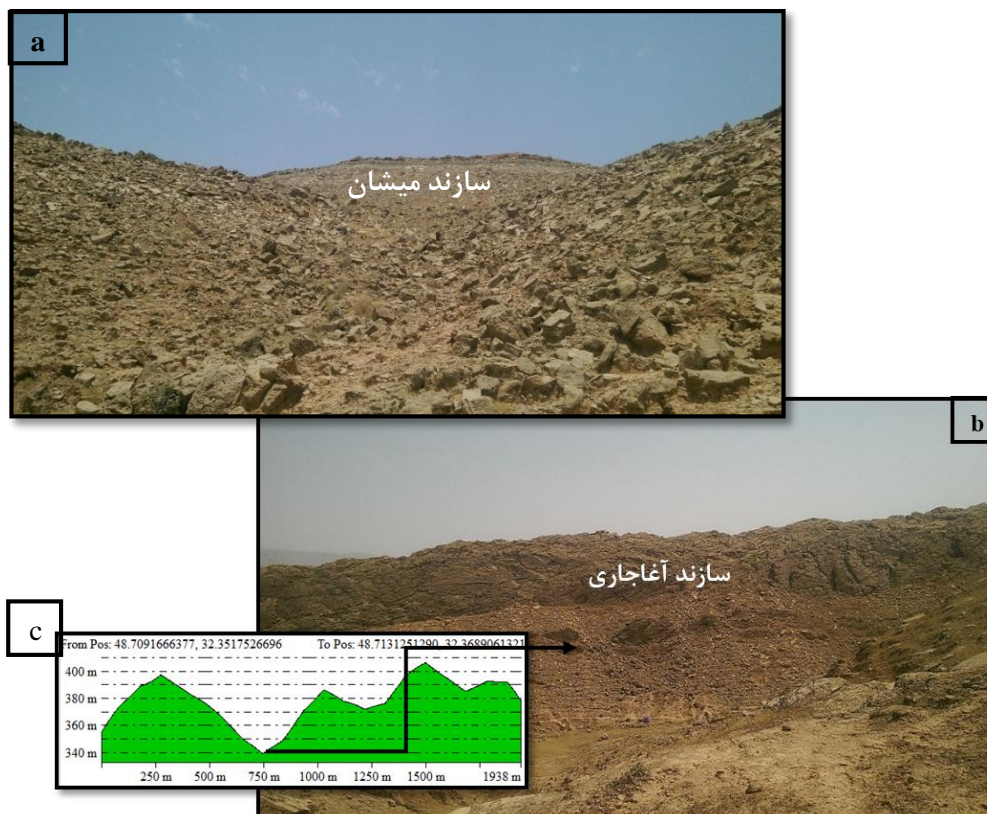 a
سازند میشان
b
سازند آغاجاری
c
From Pos: 48.7091666377, 32.3517526696 To Pos: 48.7131251290, 32.3689061321
400 m
380 m
360 m
340 m
250 m 500 m 750 m 1000 m 1250 m 1500 m 1938 m